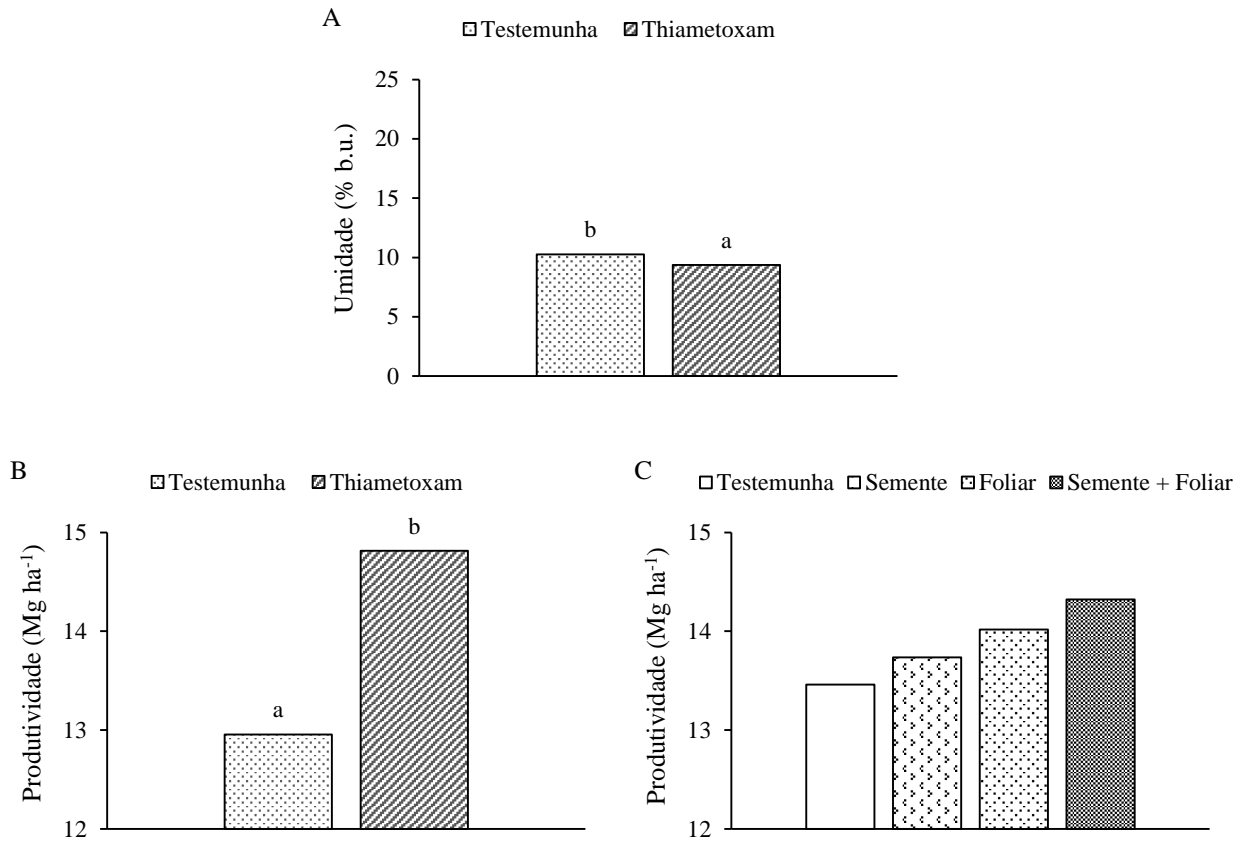 A
Testemunha Thiametoxam
25
20
15
10
5
0
Umidade (% b.u.)
b
a
B
Testemunha Thiametoxam
15
14
13
12
Produtividade (Mg ha⁻¹)
a
b
C
Testemunha Semente Foliar Semente + Foliar
15
14
13
12
Produtividade (Mg ha⁻¹)